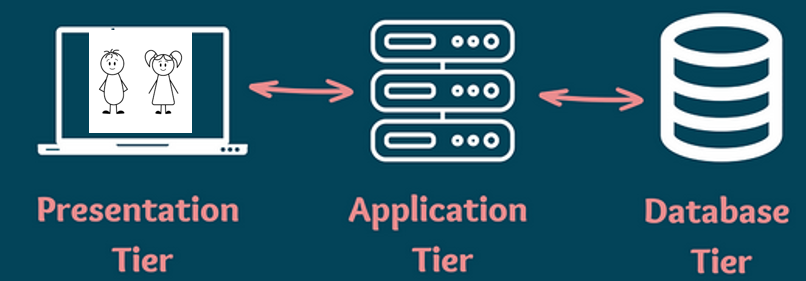 Presentation
Tier
Application
Tier
Database
Tier